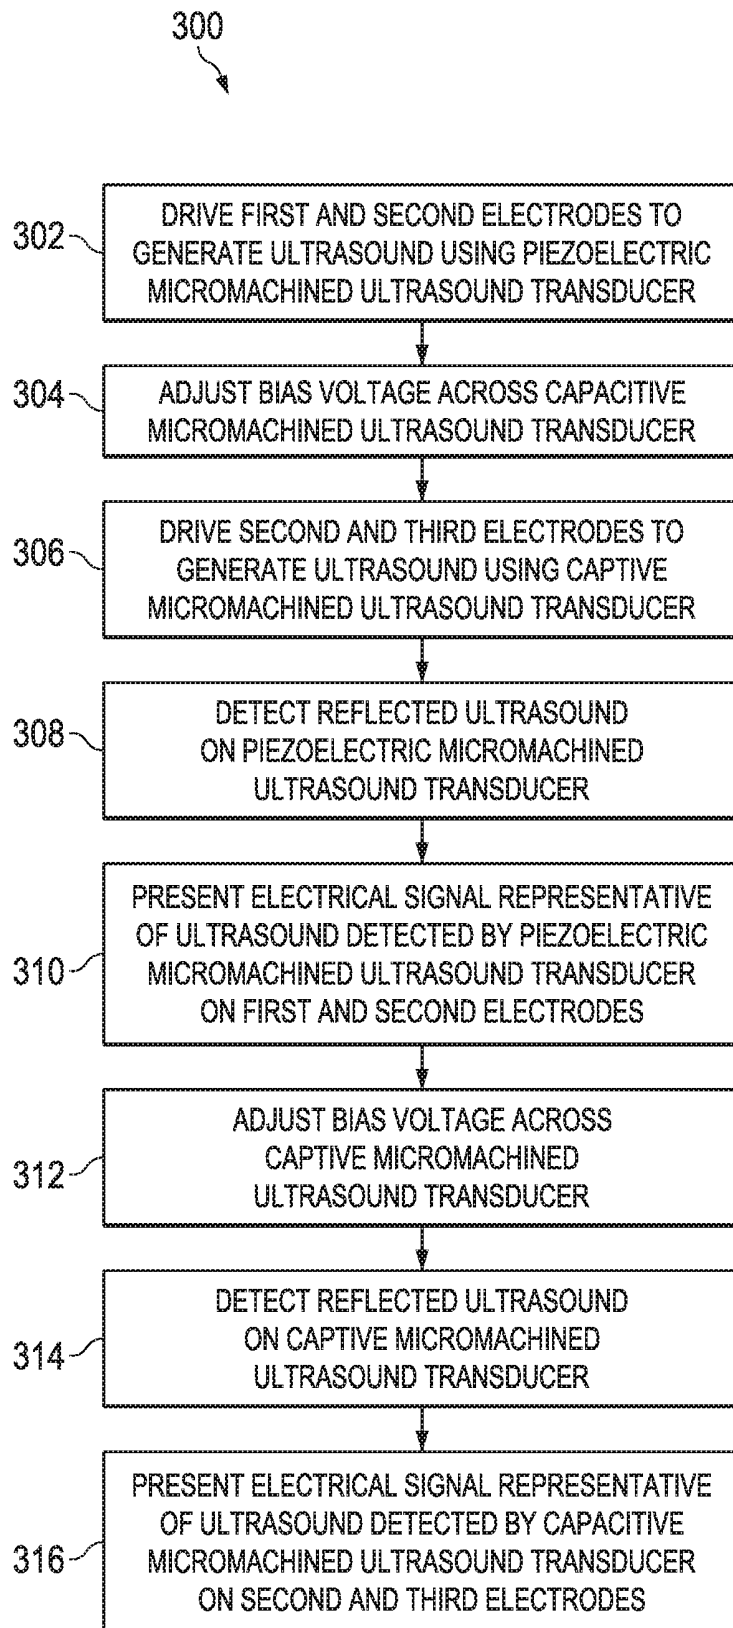 300
302
DRIVE FIRST AND SECOND ELECTRODES TO
GENERATE ULTRASOUND USING PIEZOELECTRIC
MICROMACHINED ULTRASOUND TRANSDUCER
304
ADJUST BIAS VOLTAGE ACROSS CAPACITIVE
MICROMACHINED ULTRASOUND TRANSDUCER
306
DRIVE SECOND AND THIRD ELECTRODES TO
GENERATE ULTRASOUND USING CAPTIVE
MICROMACHINED ULTRASOUND TRANSDUCER
308
DETECT REFLECTED ULTRASOUND
ON PIEZOELECTRIC MICROMACHINED
ULTRASOUND TRANSDUCER
310
PRESENT ELECTRICAL SIGNAL REPRESENTATIVE
OF ULTRASOUND DETECTED BY PIEZOELECTRIC
MICROMACHINED ULTRASOUND TRANSDUCER
ON FIRST AND SECOND ELECTRODES
312
ADJUST BIAS VOLTAGE ACROSS
CAPTIVE MICROMACHINED
ULTRASOUND TRANSDUCER
314
DETECT REFLECTED ULTRASOUND
ON CAPTIVE MICROMACHINED
ULTRASOUND TRANSDUCER
316
PRESENT ELECTRICAL SIGNAL REPRESENTATIVE
OF ULTRASOUND DETECTED BY CAPACITIVE
MICROMACHINED ULTRASOUND TRANSDUCER
ON SECOND AND THIRD ELECTRODES